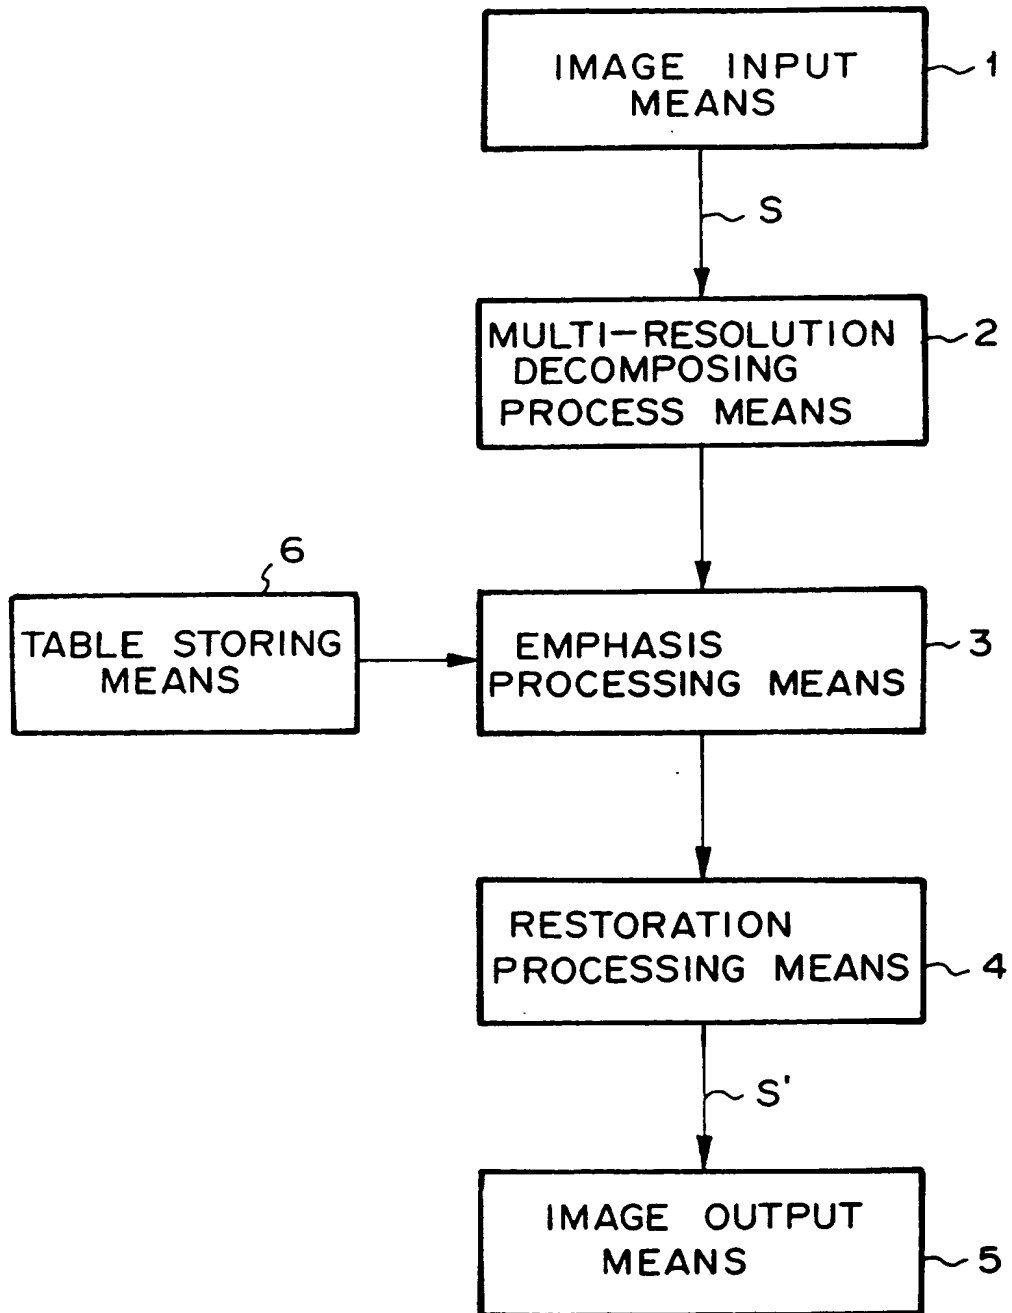 IMAGE INPUT
MEANS
1
S
MULTI-RESOLUTION
DECOMPOSING
PROCESS MEANS
2
6
TABLE STORING
MEANS
EMPHASIS
PROCESSING MEANS
3
RESTORATION
PROCESSING MEANS
4
S'
IMAGE OUTPUT
MEANS
5